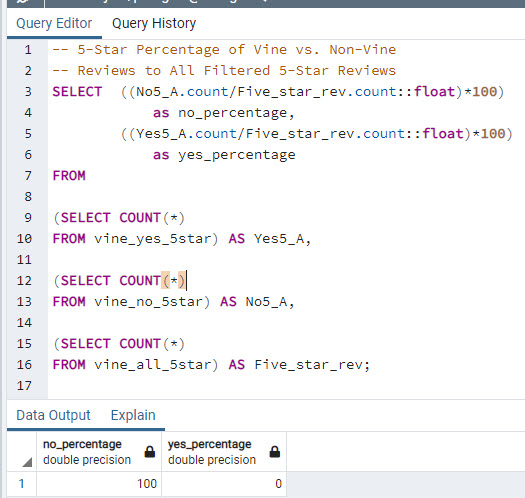 Query Editor Query History
1 -- 5-Star Percentage of Vine vs. Non-Vine
2 -- Reviews to All Filtered 5-Star Reviews
3 SELECT ((No5_A.count/Five_star_rev.count::float)*100)
4 as no_percentage,
5 ((Yes5_A.count/Five_star_rev.count::float)*100)
6 as yes_percentage
7 FROM
8
9 (SELECT COUNT(*)
10 FROM vine_yes_5star) AS Yes5_A,
11
12 (SELECT COUNT(*)
13 FROM vine_no_5star) AS No5_A,
14
15 (SELECT COUNT(*)
16 FROM vine_all_5star) AS Five_star_rev;
17
Data Output Explain
no_percentage yes_percentage
double precision double precision
1 100 0